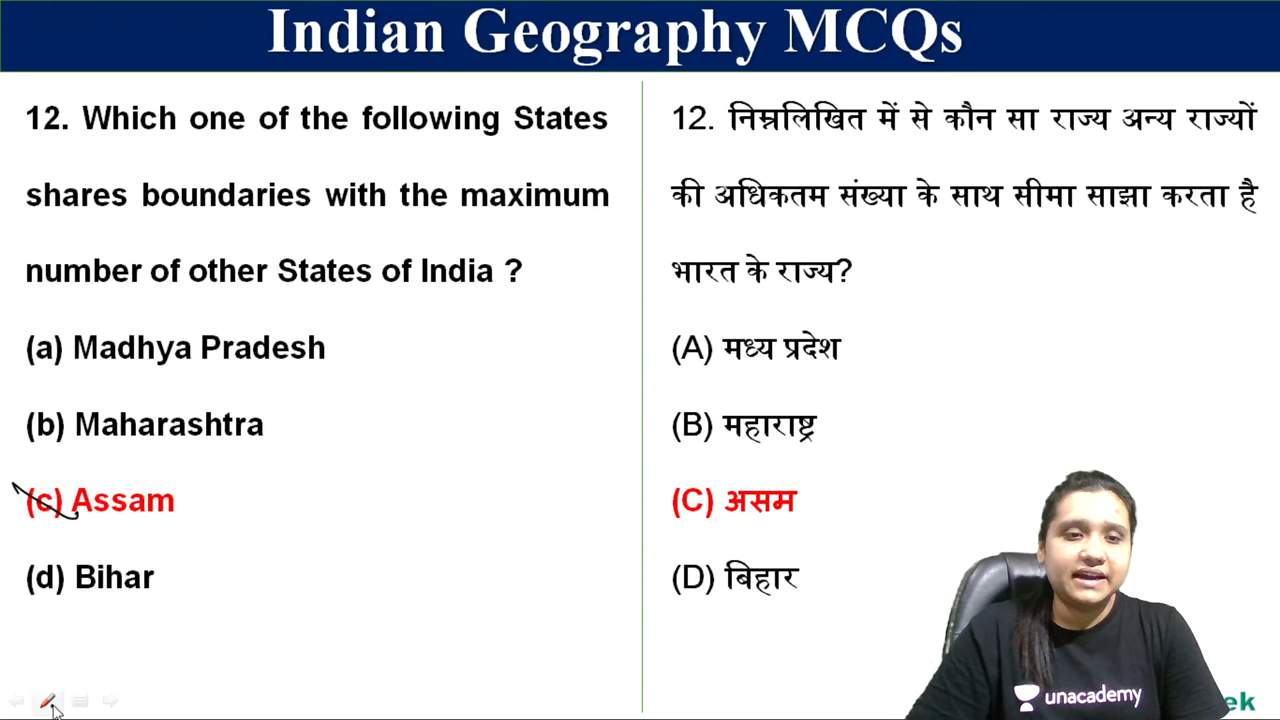 Indian Geography MCQs
12. Which one of the following States
shares boundaries with the maximum
number of other States of India ?
(a) Madhya Pradesh
(b) Maharashtra
(c) Assam
(d) Bihar
12. निम्नलिखित में से कौन सा राज्य अन्य राज्यों
की अधिकतम संख्या के साथ सीमा साझा करता है
भारत के राज्य?
(A) मध्य प्रदेश
(B) महाराष्ट्र
(C) असम
(D) बिहार
unacademy